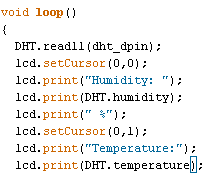 void loop()
{
DHT.readll(dht_dpin);
lcd.setCursor(0,0);
lcd.print("Humidity: ");
lcd.print(DHT.humidity);
lcd.print(" %");
lcd.setCursor(0,1);
lcd.print("Temperature:");
lcd.print(DHT.temperature);